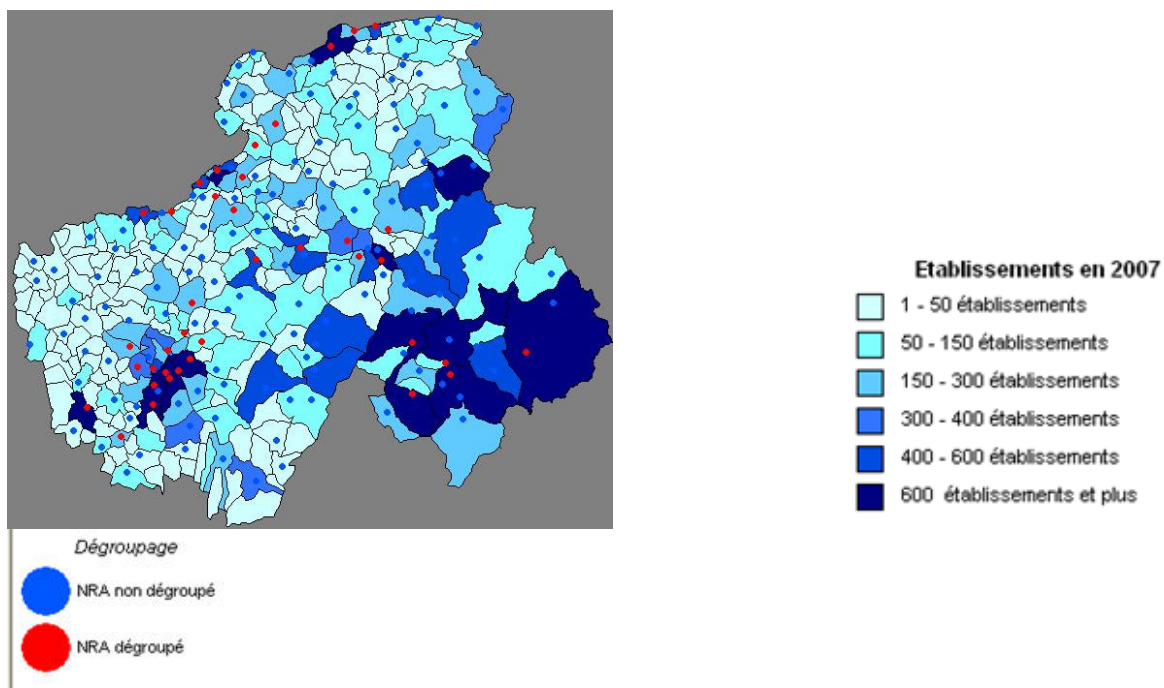 Etablissements en 2007
1 - 50 établissements
50 - 150 établissements
150 - 300 établissements
300 - 400 établissements
400 - 600 établissements
600 établissements et plus
Dégroupage
NRA non dégroupé
NRA dégroupé